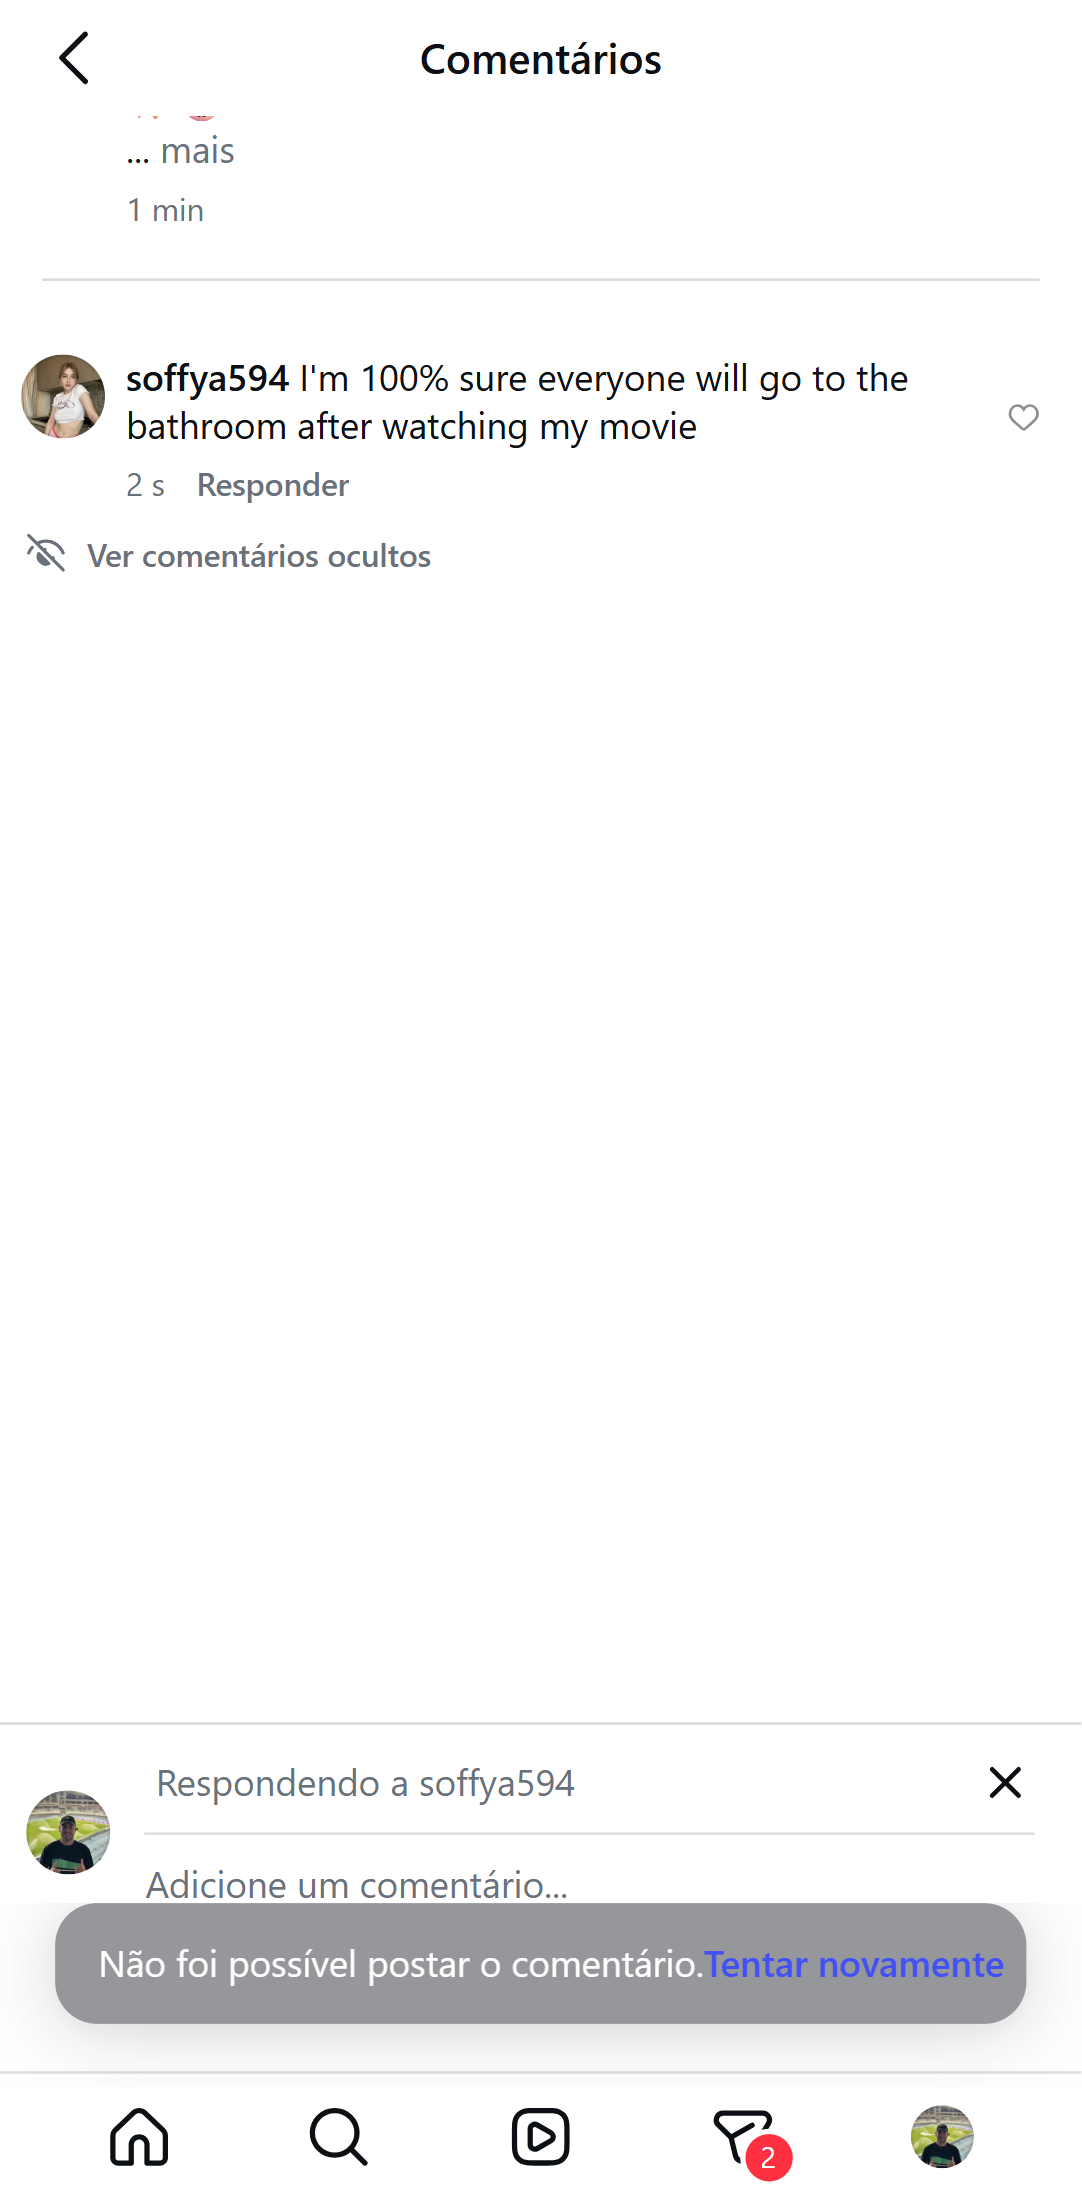 Comentários
... mais
1 min
soffya594 I'm 100% sure everyone will go to the
bathroom after watching my movie
2 s Responder
Ver comentários ocultos
Respondendo a soffya594
Adicione um comentário...
Não foi possível postar o comentário.Tentar novamente
2